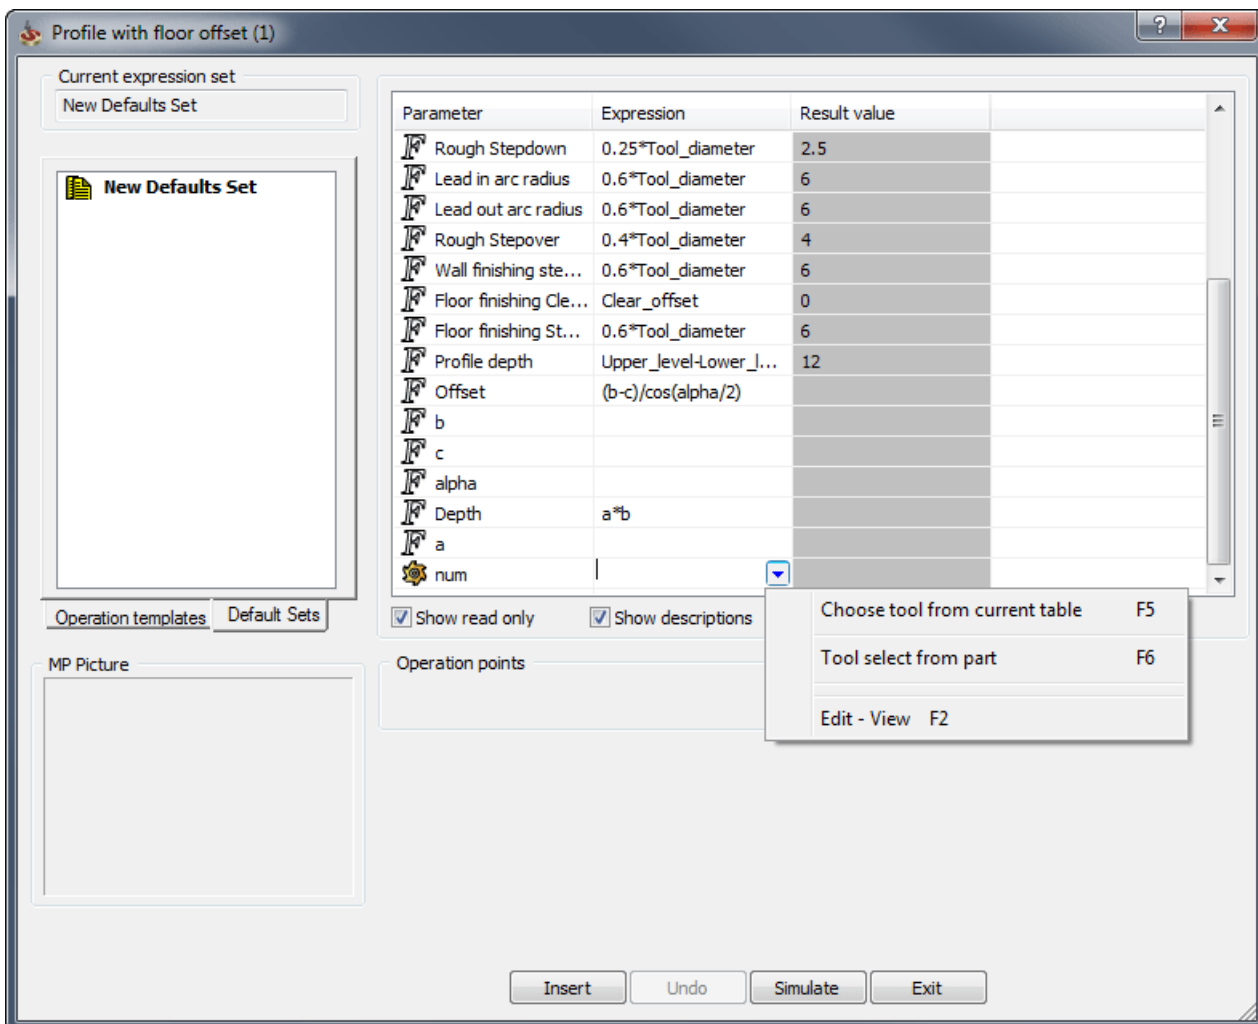 Profile with floor offset (1)
?
X
Current expression set
New Defaults Set
New Defaults Set
Operation templates Default Sets
MP Picture
Parameter Expression Result value
F Rough Stepdown 0.25*Tool_diameter 2.5
F Lead in arc radius 0.6*Tool_diameter 6
F Lead out arc radius 0.6*Tool_diameter 6
F Rough Stepover 0.4*Tool_diameter 4
F Wall finishing ste... 0.6*Tool_diameter 6
F Floor finishing Cle... Clear_offset 0
F Floor finishing St... 0.6*Tool_diameter 6
F Profile depth Upper_level-Lower_l... 12
F Offset (b-c)/cos(alpha/2)
F b
F c
F alpha
F Depth a*b
F a
num
Show read only Show descriptions
Choose tool from current table F5
Tool select from part F6
Edit - View F2
Operation points
Insert Undo Simulate Exit